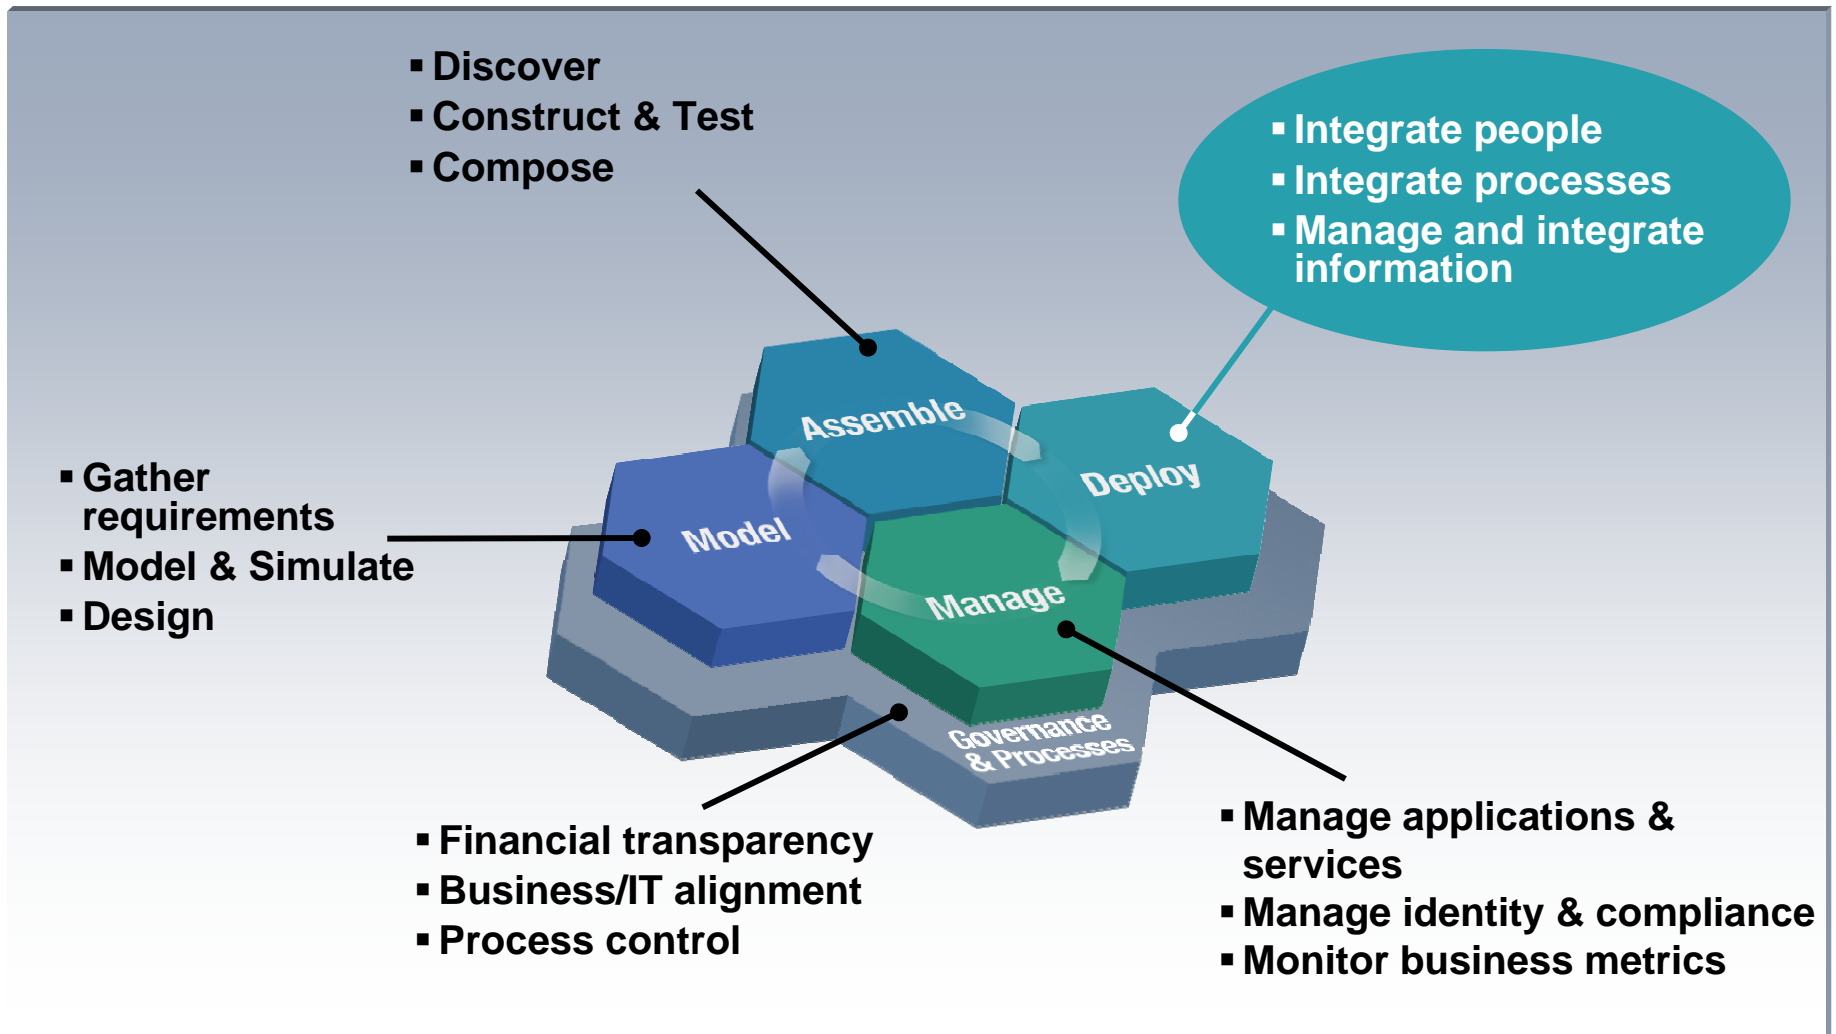 ▪ Discover
▪ Construct & Test
▪ Compose
▪ Integrate people
▪ Integrate processes
▪ Manage and integrate
information
Assemble
Deploy
▪ Gather
requirements
▪ Model & Simulate
▪ Design
Model
Manage
Governance
& Processes
▪ Financial transparency
▪ Business/IT alignment
▪ Process control
▪ Manage applications &
services
▪ Manage identity & compliance
▪ Monitor business metrics